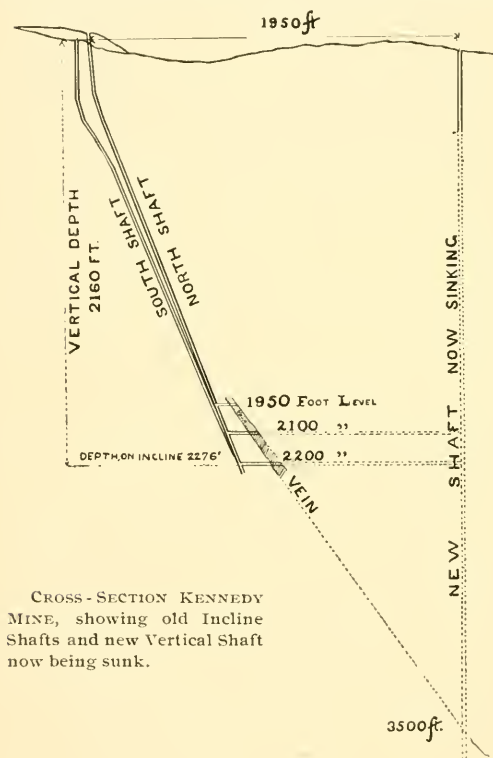 1950ft
VERTICAL DEPTH
2160 FT.
SOUTH SHAFT
NORTH SHAFT
1950 FOOT LEVEL
2100 ”
DEPTH, ON INCLINE 2276'
2200 ”
VEIN
NEW SHAFT NOW SINKING
CROSS-SECTION KENNEDY
MINE, showing old Incline
Shafts and new Vertical Shaft
now being sunk.
3500ft.